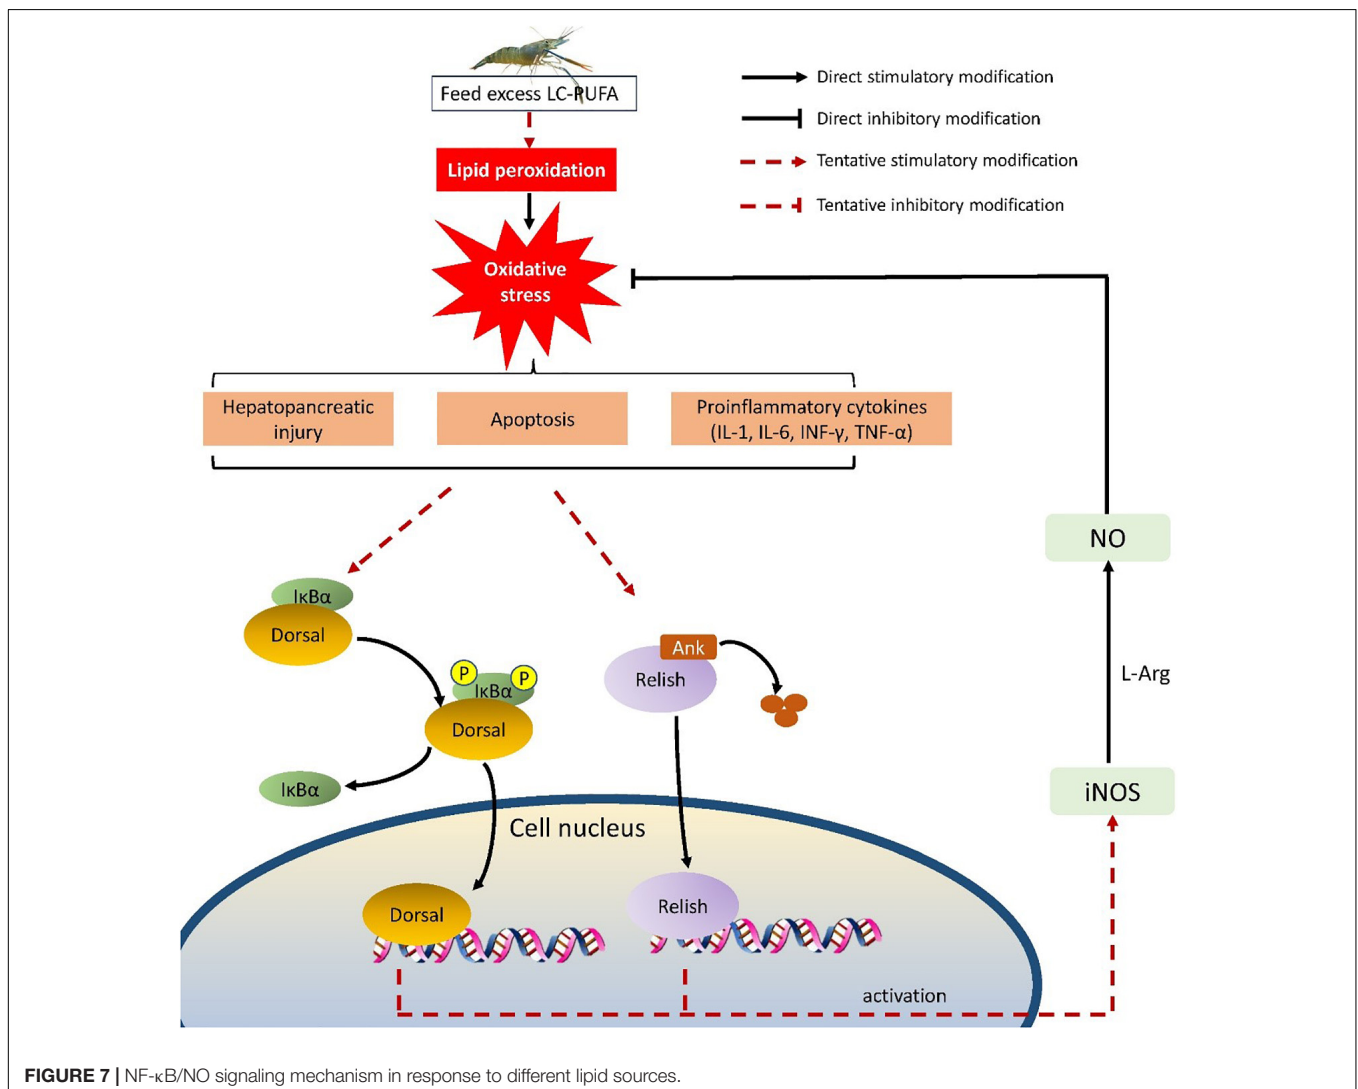 Feed excess LC-PUFA
Direct stimulatory modification
Direct inhibitory modification
Lipid peroxidation
Tentative stimulatory modification
Tentative inhibitory modification
Oxidative
stress
Hepatopancreatic
injury
Apoptosis
Proinflammatory cytokines
(IL-1, IL-6, INF-γ, TNF-α)
NO
IκBα
Dorsal
Ank
Relish
P
P
IκBα
Dorsal
L-Arg
IκBα
iNOS
Cell nucleus
Dorsal
Relish
activation
FIGURE 7 | NF-κB/NO signaling mechanism in response to different lipid sources.